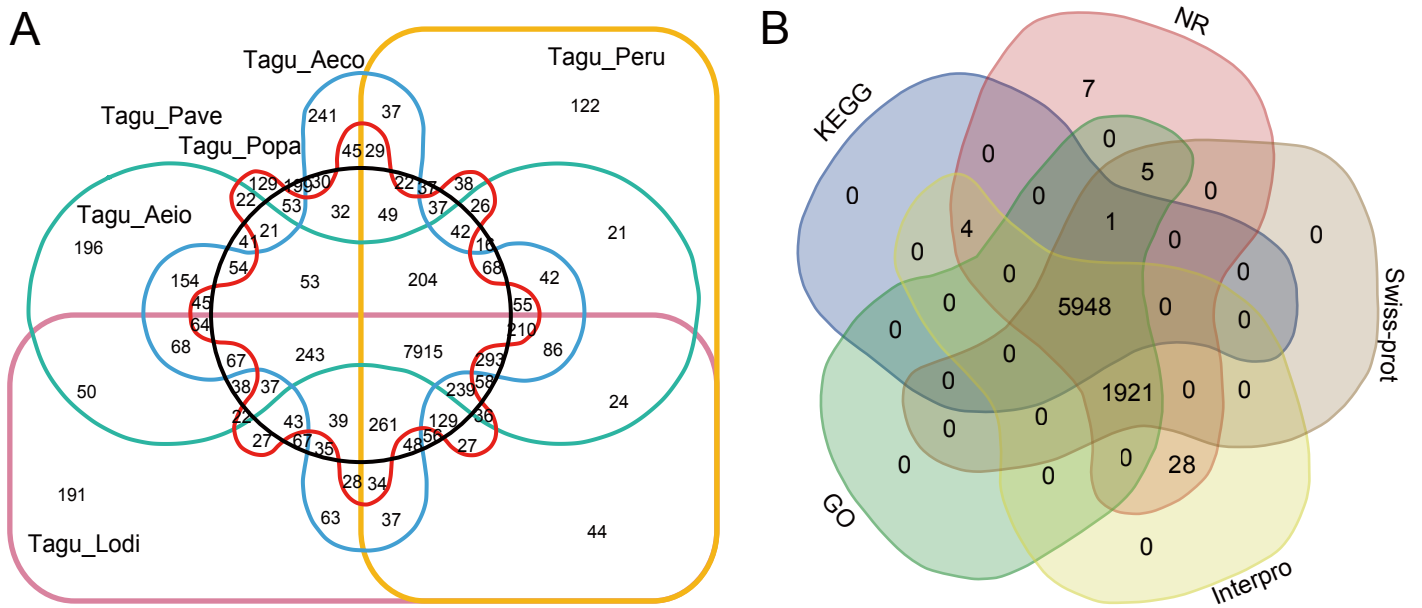 A
Tagu_Aeco
Tagu_Peru
241
37
122
Tagu_Pave
Tagu_Popa
45 29
129 199 30 22 37 38
22 53 37 26
Tagu_Aeio
32 49
21
41 42 16
196
21
54 68
154 53 204 42
45 55
64 210
68 243 7915 86
67 293
38 37 239 58
50
24
22 43 39 261 129 36
27 67 35 48 56 27
28 34
191
63 37
44
Tagu_Lodi
B
NR
7
KEGG
0
0
5
0
0
0
0
1
4
0
0
Swiss-prot
0
0
0
0
5948
0
0
0
0
0
1921
0
0
0
0
0
0
28
0
0
GO
0
Interpro